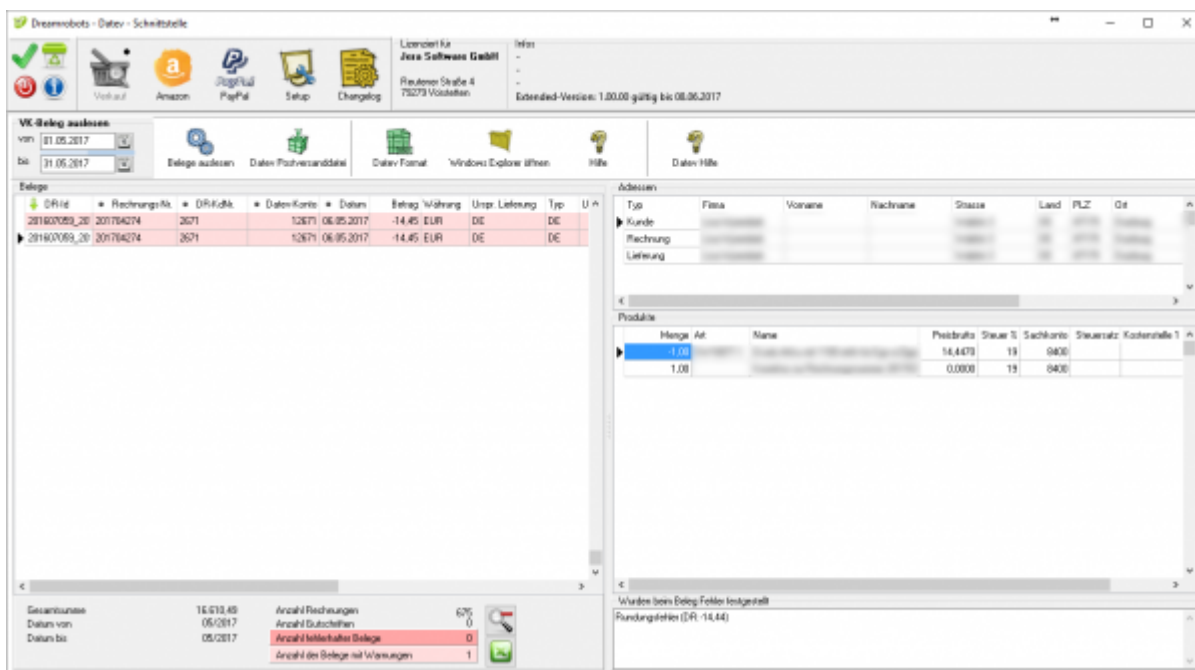 Dreamrobots - Datev - Schnittstelle
Verkauf
Amazon
PayPal
PayPal
Setup
Changelog
Lizenziert für
Jera Software GmbH
Reutener Straße 4
79279 Vörstetten
Infos
-
-
-
Extended-Version: 1.00.00 gültig bis 08.06.2017
VK-Beleg auslesen
von 01.05.2017
bis 31.05.2017
Belege auslesen
Datev Postversanddatei
Datev Format
Windows Explorer öffnen
Hilfe
Datev Hilfe
Belege
DR-Id Rechnungs-Nr. DR-KdNr. Datev-Konto Datum Betrag Währung Urspr. Lieferung Typ U
201607059_20 201704274 2671 12671 06.05.2017 -14,45 EUR DE DE
201607059_20 201704274 2671 12671 06.05.2017 -14,45 EUR DE DE
Adressen
Typ Firma Vorname Nachname Strasse Land PLZ Ort
Kunde
Rechnung
Lieferung
Produkte
Menge Art Name Preisbrutto Steuer % Sachkonto Steuersatz Kostenstelle 1
-1,00 14,4470 19 8400
1,00 0,0000 19 8400
Gesamtsumme 16.610,49
Datum von 05/2017
Datum bis 05/2017
Anzahl Rechnungen 675
Anzahl Gutschriften 0
Anzahl fehlerhafter Belege 0
Anzahl der Belege mit Warnungen 1
Wurden beim Beleg Fehler festgestellt
Rundungsfehler (DR: -14,44)